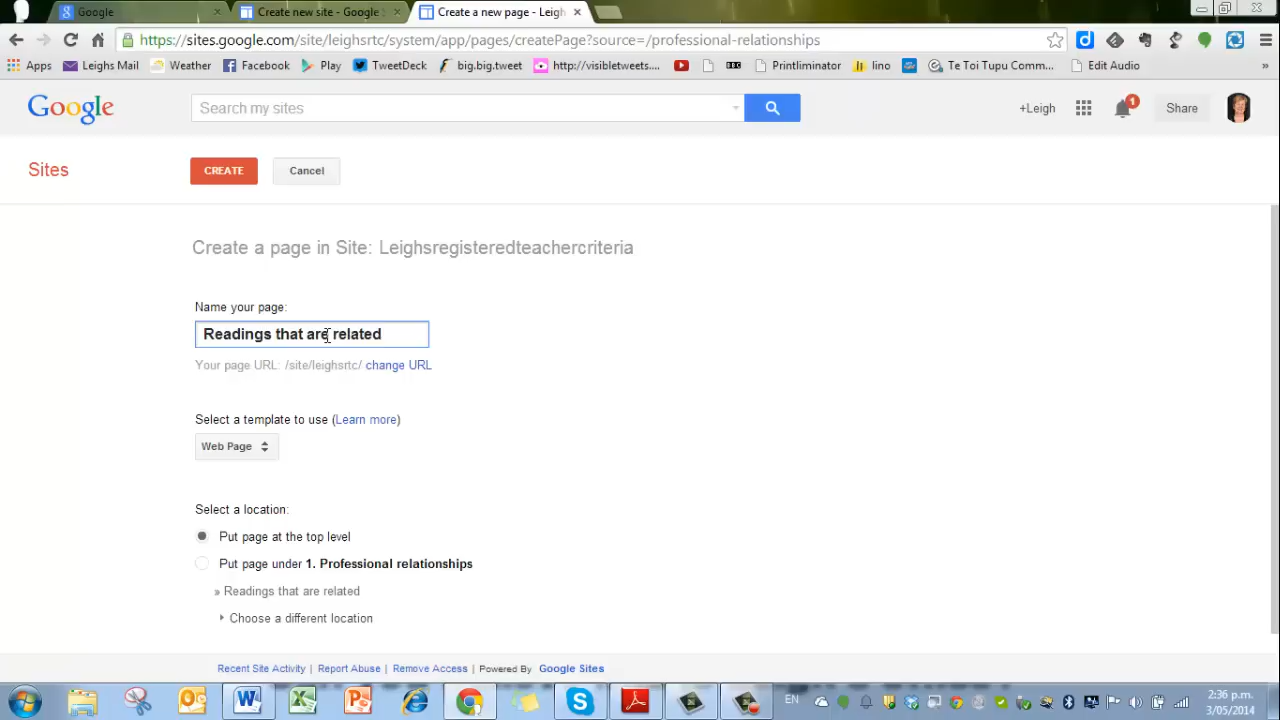 Google
Create new site - Google S
Create a new page - Leigh
https://sites.google.com/site/leighsrtc/system/app/pages/createPage?source=/professional-relationships
Apps Leighs Mail Weather Facebook Play TweetDeck big.big.tweet http://visibletweets.... BBC Printliminator lino Te Toi Tupu Comm... Edit Audio »
Google Search my sites +Leigh 1 Share
Sites CREATE Cancel
Create a page in Site: Leighsregisteredteachercriteria
Name your page:
Readings that are related
Your page URL: /site/leighsrtc/ change URL
Select a template to use (Learn more)
Web Page
Select a location:
Put page at the top level
Put page under 1. Professional relationships
» Readings that are related
Choose a different location
Recent Site Activity | Report Abuse | Remove Access | Powered By Google Sites
EN
2:36 p.m.
3/05/2014